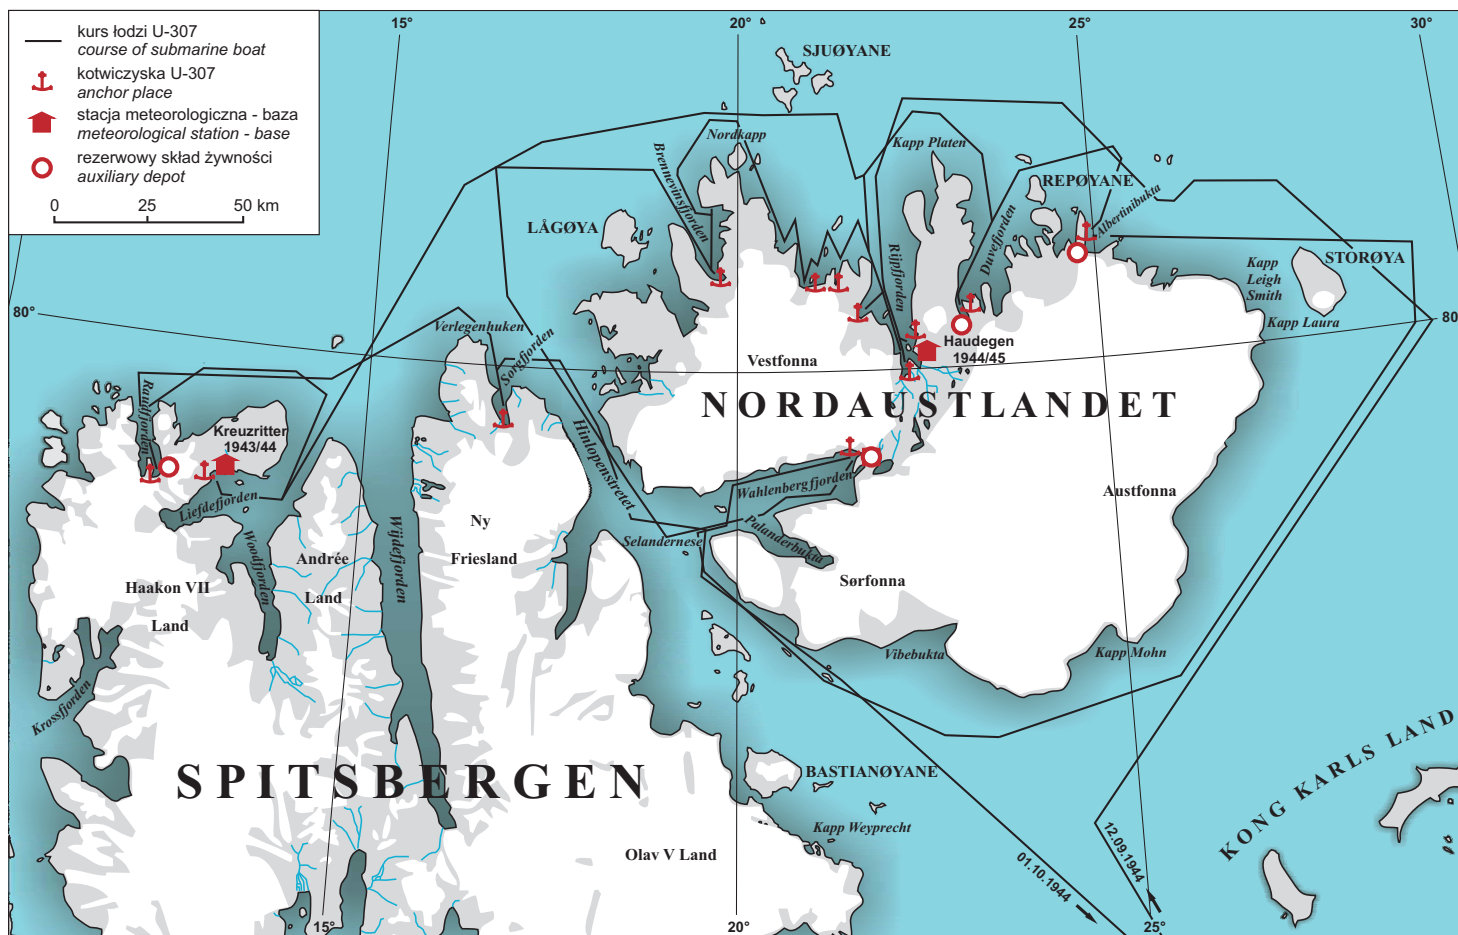 kurs łodzi U-307
course of submarine boat
kotwiczyska U-307
anchor place
stacja meteorologiczna - baza
meteorological station - base
rezerwowy skład żywności
auxiliary depot
0 25 50 km
15°
20°
25°
30°
SJUØYANE
Nordkapp
Kapp Platen
Brennevinsfjorden
REPØYANE
Albertinibukta
LÅGØYA
Duvefjorden
Rijpfjorden
STORØYA
Kapp
Leigh
Smith
Kapp Laura
80°
80
Verlegenhuken
Sorgfjorden
Vestfonna
Haudegen
1944/45
NORDAUSTLANDET
Raudfjorden
Kreuzritter
1943/44
Hinlopenstretet
Wahlenbergfjorden
Austfonna
Liefdefjorden
Ny
Friesland
Selandernese
Palanderbukta
Woodfjorden
Andrée
Land
Wijdefjorden
Haakon VII
Land
Sørfonna
Vibebukta
Kapp Mohn
Krossfjorden
SPITSBERGEN
BASTIANØYANE
Kapp Weyprecht
KONG KARLS LAND
Olav V Land
01.10.1944
12.09.1944
15°
20°
25°